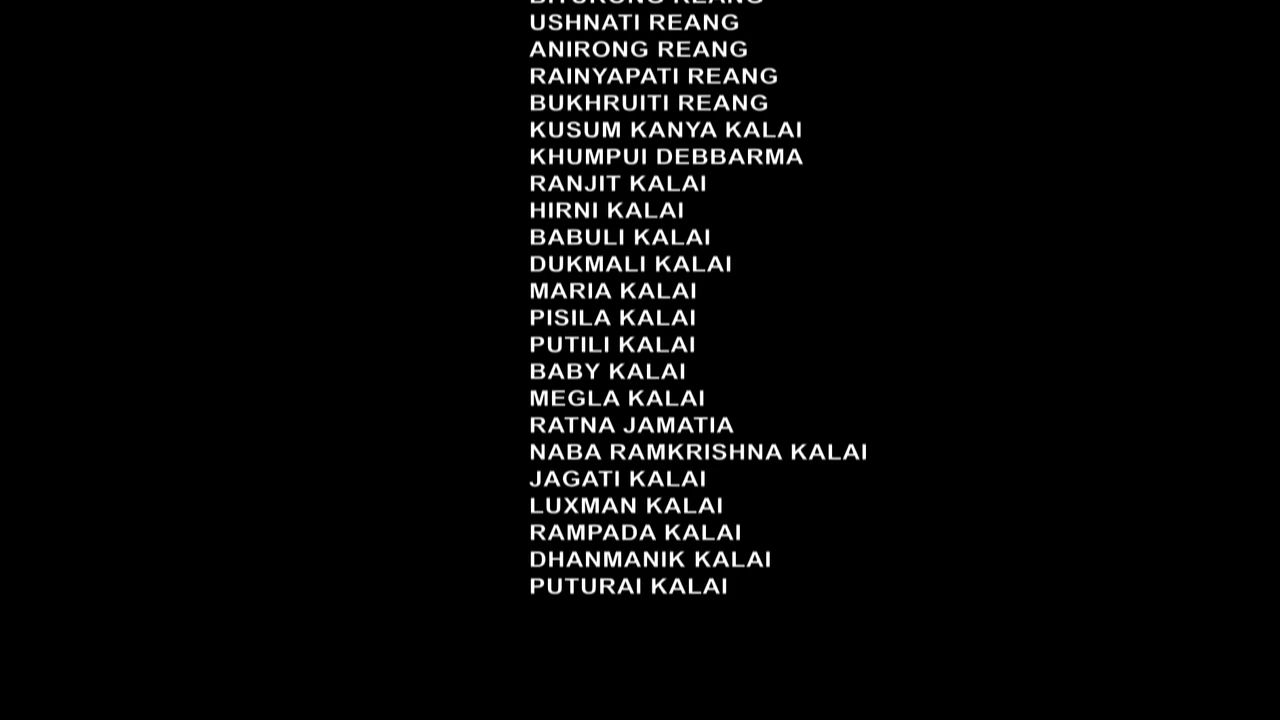 REANG
USHNATI REANG
ANIRONG REANG
RAINYAPATI REANG
BUKHRUITI REANG
KUSUM KANYA KALAI
KHUMPUI DEBBARMA
RANJIT KALAI
HIRNI KALAI
BABULI KALAI
DUKMALI KALAI
MARIA KALAI
PISILA KALAI
PUTILI KALAI
BABY KALAI
MEGLA KALAI
RATNA JAMATIA
NABA RAMKRISHNA KALAI
JAGATI KALAI
LUXMAN KALAI
RAMPADA KALAI
DHANMANIK KALAI
PUTURAI KALAI